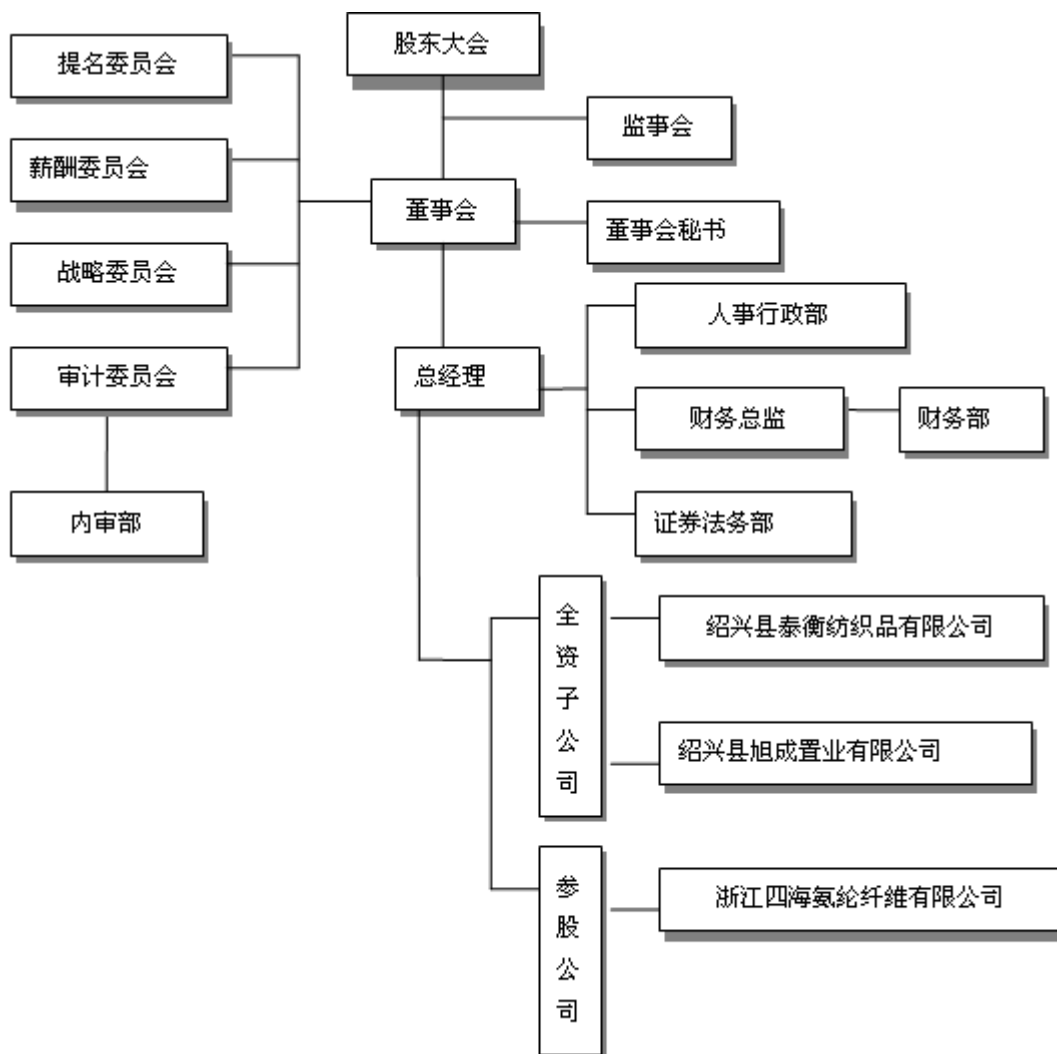 股东大会
提名委员会
监事会
薪酬委员会
董事会
董事会秘书
战略委员会
人事行政部
审计委员会
总经理
财务总监
财务部
内审部
证券法务部
全资子公司
绍兴县泰衡纺织品有限公司
绍兴县旭成置业有限公司
参股公司
浙江四海氨纶纤维有限公司